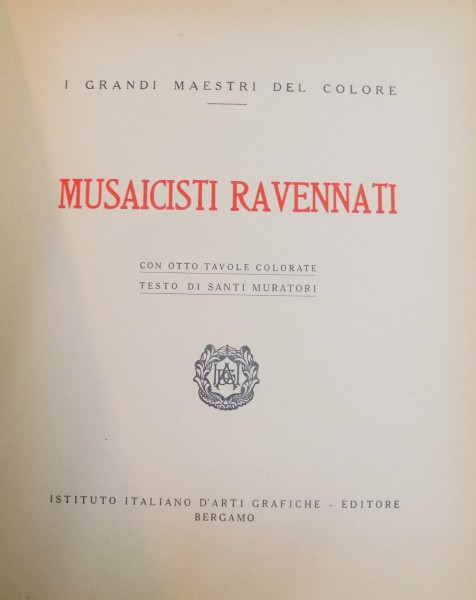 I GRANDI MAESTRI DEL COLORE
MUSAICISTI RAVENNATI
CON OTTO TAVOLE COLORATE
TESTO DI SANTI MURATORI
ISTITUTO ITALIANO D'ARTI GRAFICHE - EDITORE
BERGAMO